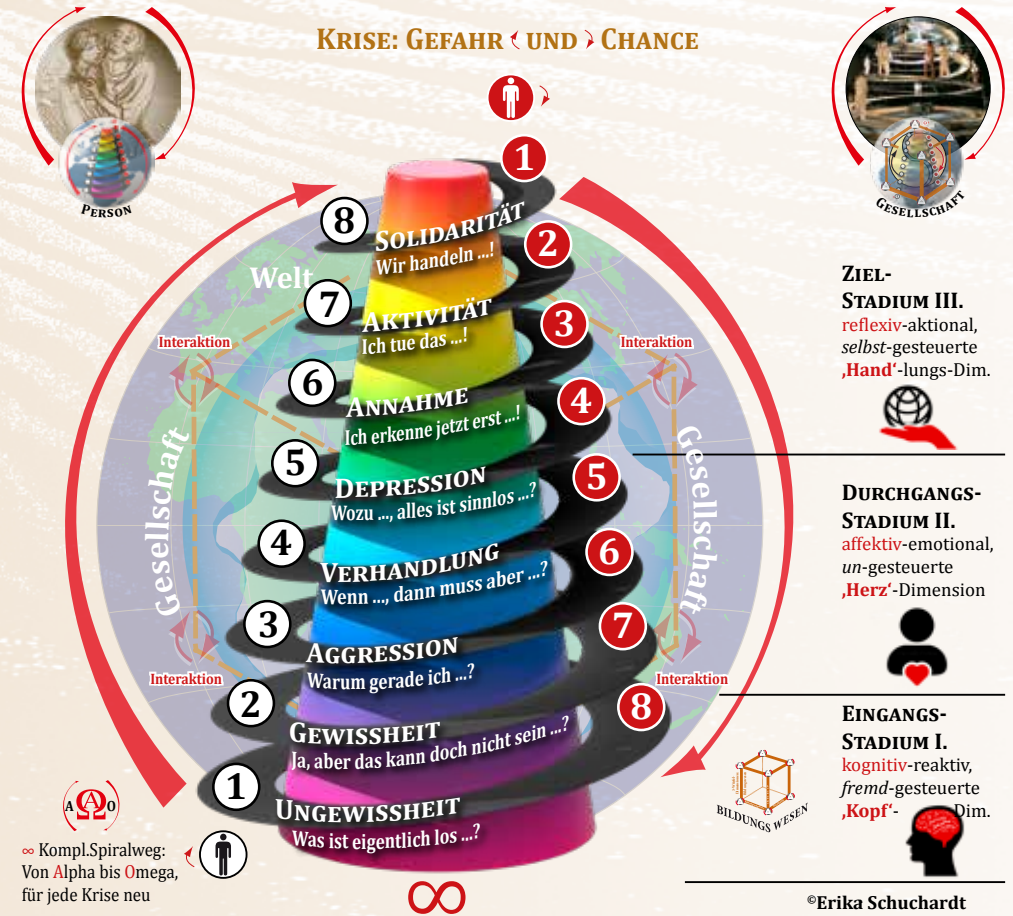 KRISE: GEFAHR UND CHANCE
PERSON
GESELLSCHAFT
1
8
SOLIDARITÄT
Wir handeln ...!
2
Welt
7
AKTIVITÄT
Ich tue das ...!
3
Interaktion
Interaktion
6
ANNAHME
Ich erkenne jetzt erst ...!
4
5
DEPRESSION
Wozu ..., alles ist sinnlos ...?
5
Gesellschaft
Gesellschaft
4
VERHANDLUNG
Wenn ..., dann muss aber ...?
6
3
AGGRESSION
Warum gerade ich ...?
7
Interaktion
Interaktion
2
GEWISSHEIT
Ja, aber das kann doch nicht sein ...?
8
1
UNGEWISSHEIT
Was ist eigentlich los ...?
∞
ZIEL-
STADIUM III.
reflexiv-aktional,
selbst-gesteuerte
‚Hand‘-lungs-Dim.
DURCHGANGS-
STADIUM II.
affektiv-emotional,
un-gesteuerte
‚Herz‘-Dimension
EINGANGS-
STADIUM I.
kognitiv-reaktiv,
fremd-gesteuerte
‚Kopf‘- Dim.
BILDUNGS WESEN
A Ω O
∞ Kompl.Spiralweg:
Von Alpha bis Omega,
für jede Krise neu
©Erika Schuchardt